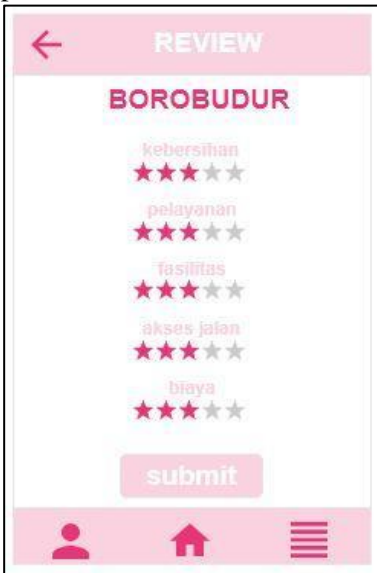 REVIEW
BOROBUDUR
kebersihan
pelayanan
fasilitas
akses jalan
biaya
submit